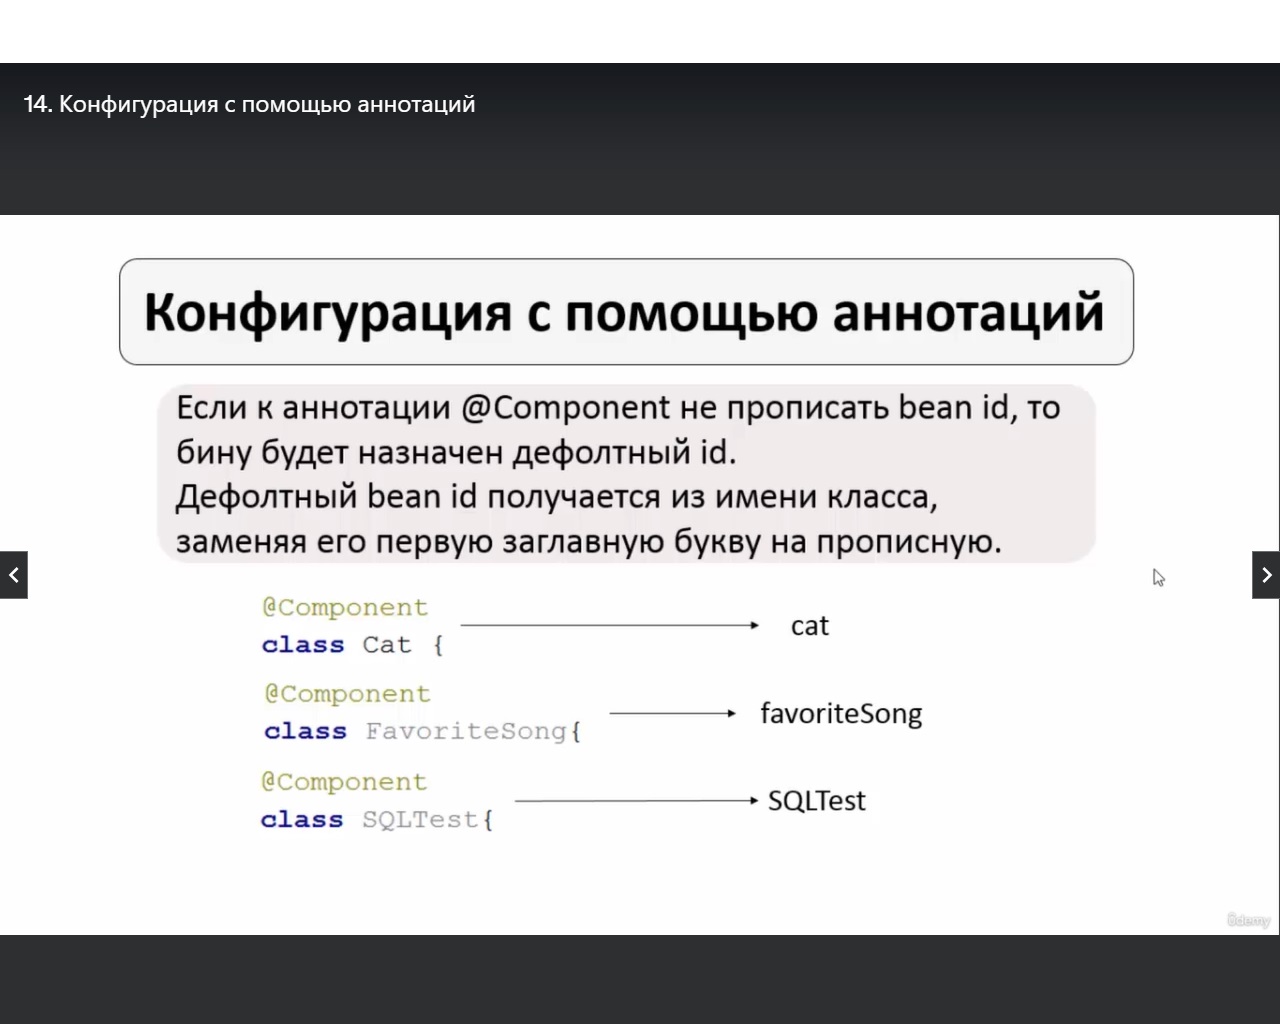 14. Конфигурация с помощью аннотаций
Конфигурация с помощью аннотаций
Если к аннотации @Component не прописать bean id, то
бину будет назначен дефолтный id.
Дефолтный bean id получается из имени класса,
заменяя его первую заглавную букву на прописную.
@Component
class Cat {
cat
@Component
class FavoriteSong{
favoriteSong
@Component
class SQLTest{
SQLTest
Udemy